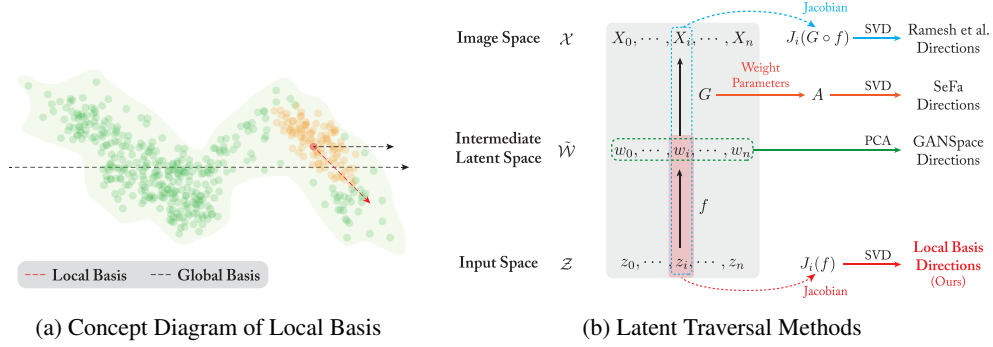 Local Basis
Global Basis
(a) Concept Diagram of Local Basis
Jacobian
Image Space 𝒳 X_0, ⋯, X_i, ⋯, X_n J_i(G ∘ f) SVD Ramesh et al.
Directions
Weight
Parameters
G A SVD SeFa
Directions
Intermediate
Latent Space 𝒲̃ w_0, ⋯, w_i, ⋯, w_n PCA GANSpace
Directions
f
Input Space 𝒵 z_0, ⋯, z_i, ⋯, z_n J_i(f) SVD Local Basis
Directions
(Ours)
Jacobian
(b) Latent Traversal Methods